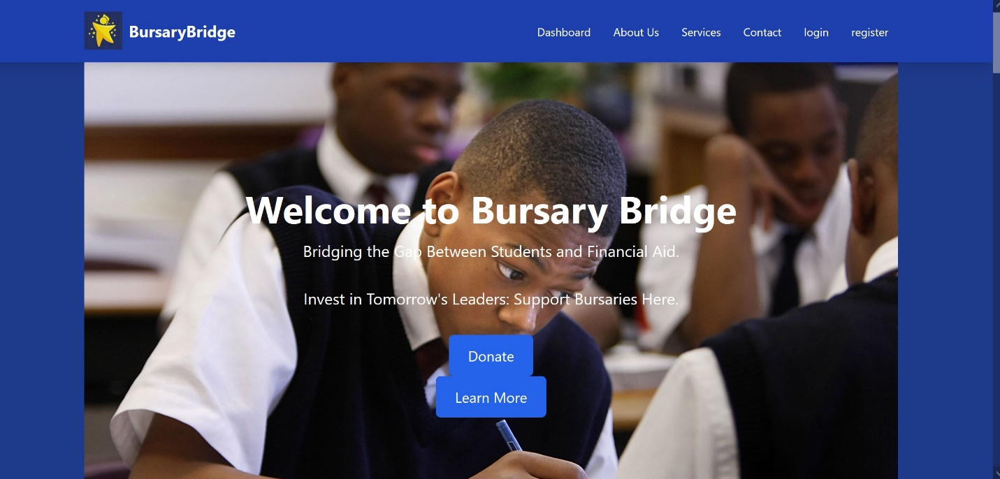 BursaryBridge
Dashboard About Us Services Contact login register
Welcome to Bursary Bridge
Bridging the Gap Between Students and Financial Aid.
Invest in Tomorrow's Leaders: Support Bursaries Here.
Donate
Learn More